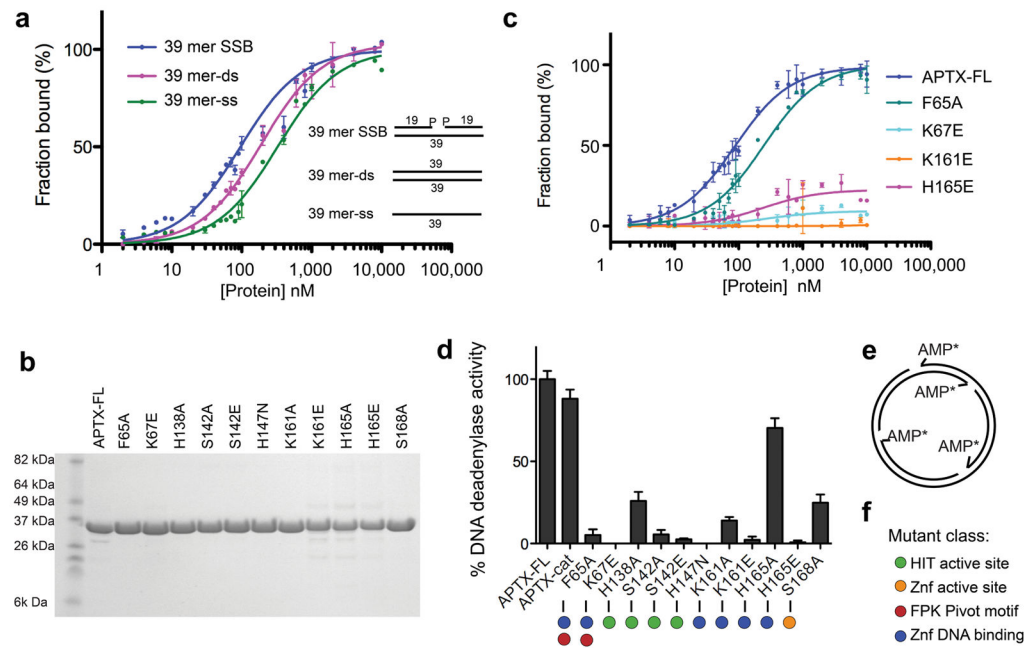 a
Fraction bound (%)
100
50
0
39 mer SSB
39 mer-ds
39 mer-ss
39 mer SSB
19 P P 19
39
39 mer-ds
39
39
39 mer-ss
39
1 10 100 1,000 10,000 100,000
[Protein] nM
c
Fraction bound (%)
100
50
0
APTX-FL
F65A
K67E
K161E
H165E
1 10 100 1,000 10,000 100,000
[Protein] nM
b
APTX-FL
F65A
K67E
H138A
S142A
S142E
H147N
K161A
K161E
H165A
H165E
S168A
82 kDa
64 kDa
49 kDa
37 kDa
26 kDa
6k Da
d
% DNA deadenylase activity
100
50
0
APTX-FL
APTX-cat
F65A
K67E
H138A
S142A
S142E
H147N
K161A
K161E
H165A
H165E
S168A
e
AMP*
AMP*
AMP*
AMP*
f
Mutant class:
HIT active site
Znf active site
FPK Pivot motif
Znf DNA binding